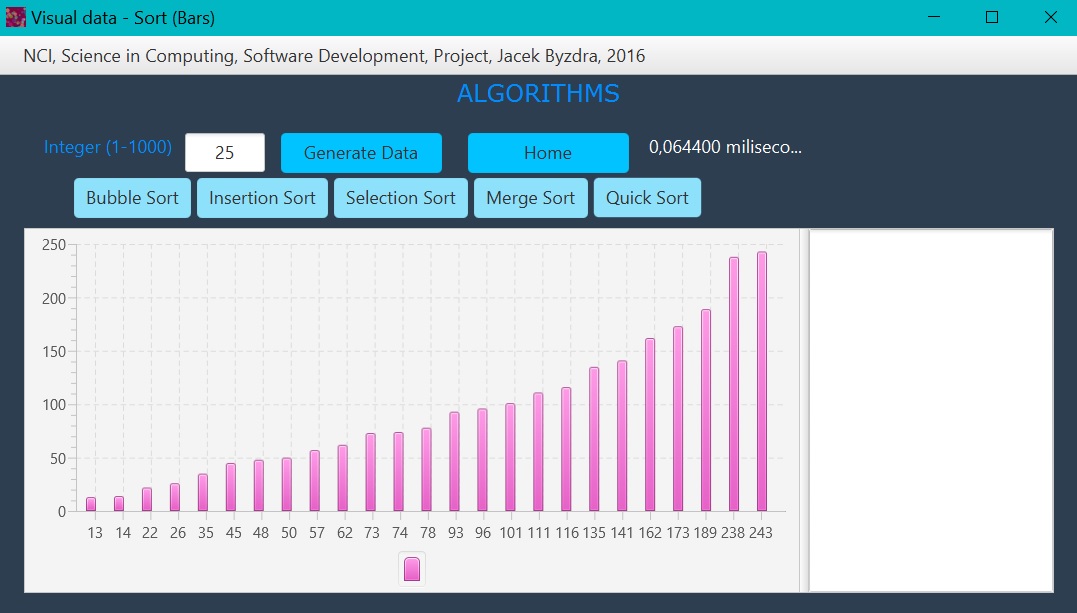 Visual data - Sort (Bars)
NCI, Science in Computing, Software Development, Project, Jacek Byzdra, 2016
ALGORITHMS
Integer (1-1000) 25 Generate Data Home 0,064400 miliseco...
Bubble Sort Insertion Sort Selection Sort Merge Sort Quick Sort
250
200
150
100
50
0
13 14 22 26 35 45 48 50 57 62 73 74 78 93 96 101 111 116 135 141 162 173 189 238 243